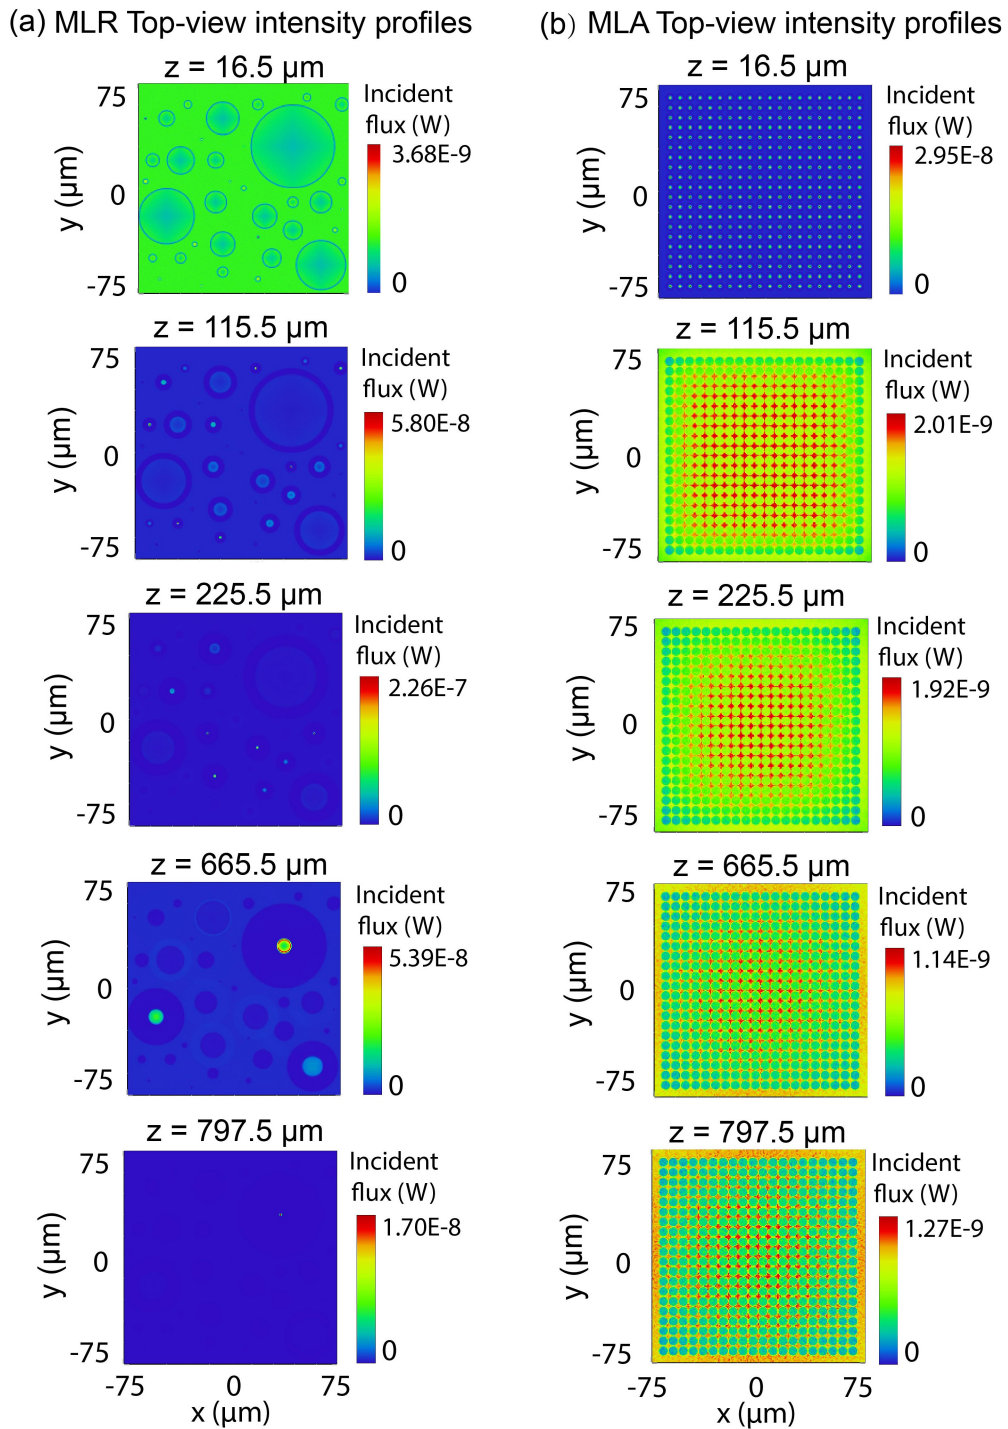 (a) MLR Top-view intensity profiles
z = 16.5 µm
75
0
-75
y (µm)
Incident
flux (W)
3.68E-9
0
z = 115.5 µm
75
0
-75
y (µm)
Incident
flux (W)
5.80E-8
0
z = 225.5 µm
75
0
-75
y (µm)
Incident
flux (W)
2.26E-7
0
z = 665.5 µm
75
0
-75
y (µm)
Incident
flux (W)
5.39E-8
0
z = 797.5 µm
75
0
-75
y (µm)
Incident
flux (W)
1.70E-8
0
-75 0 75
x (µm)
(b) MLA Top-view intensity profiles
z = 16.5 µm
75
0
-75
y (µm)
Incident
flux (W)
2.95E-8
0
z = 115.5 µm
75
0
-75
y (µm)
Incident
flux (W)
2.01E-9
0
z = 225.5 µm
75
0
-75
y (µm)
Incident
flux (W)
1.92E-9
0
z = 665.5 µm
75
0
-75
y (µm)
Incident
flux (W)
1.14E-9
0
z = 797.5 µm
75
0
-75
y (µm)
Incident
flux (W)
1.27E-9
0
-75 0 75
x (µm)